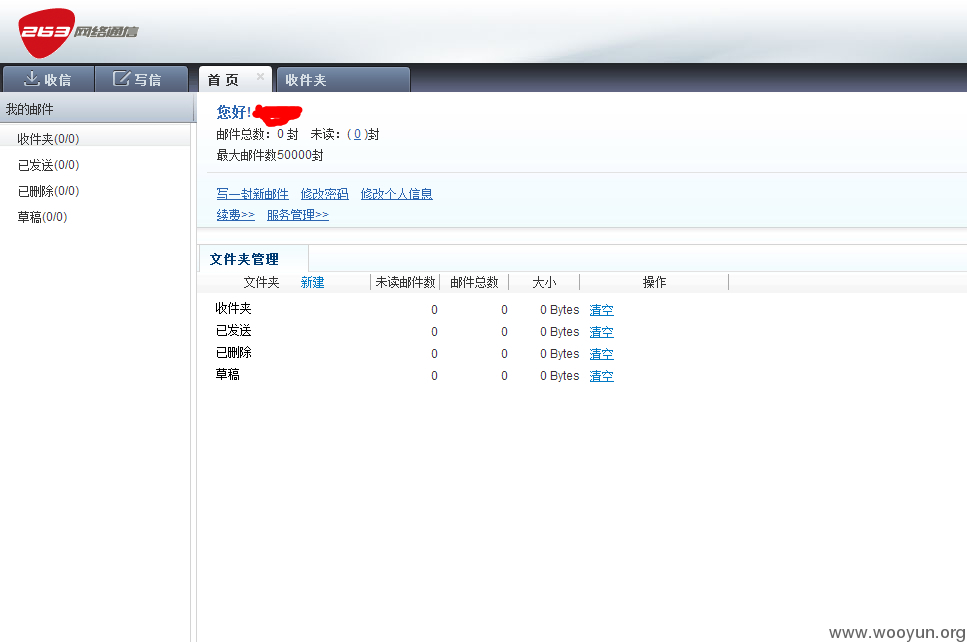 263 网络通信
收信 写信 首 页 × 收件夹
我的邮件
收件夹(0/0)
已发送(0/0)
已删除(0/0)
草稿(0/0)
您好!
邮件总数：0 封 未读：( 0 )封
最大邮件数50000封
写一封新邮件 修改密码 修改个人信息
续费>> 服务管理>>
文件夹管理
文件夹 新建 未读邮件数 邮件总数 大小 操作
收件夹 0 0 0 Bytes 清空
已发送 0 0 0 Bytes 清空
已删除 0 0 0 Bytes 清空
草稿 0 0 0 Bytes 清空
www.wooyun.org